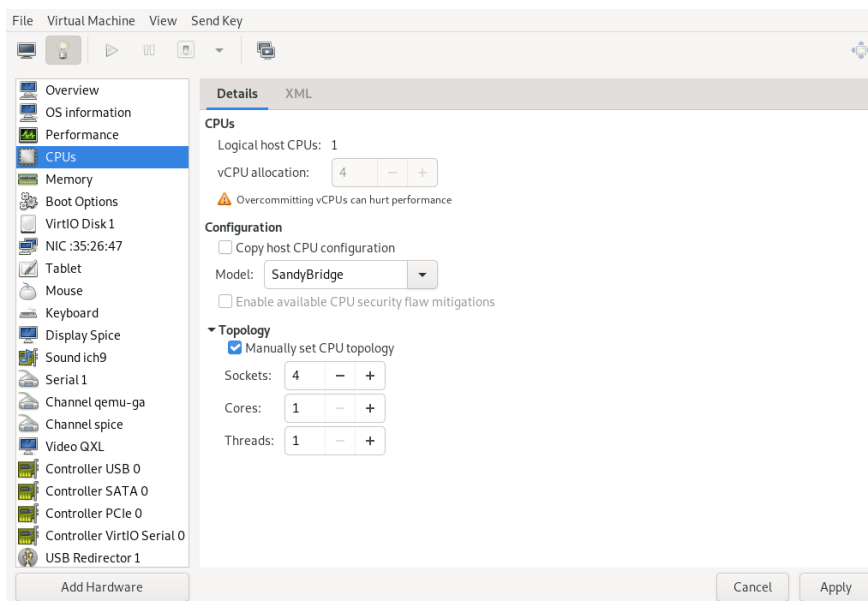 File Virtual Machine View Send Key
Overview
OS information
Performance
CPUs
Memory
Boot Options
VirtIO Disk 1
NIC :35:26:47
Tablet
Mouse
Keyboard
Display Spice
Sound ich9
Serial 1
Channel qemu-ga
Channel spice
Video QXL
Controller USB 0
Controller SATA 0
Controller PCIe 0
Controller VirtIO Serial 0
USB Redirector 1
Add Hardware
Details XML
CPUs
Logical host CPUs: 1
vCPU allocation: 4 − +
Overcommitting vCPUs can hurt performance
Configuration
Copy host CPU configuration
Model: SandyBridge
Enable available CPU security flaw mitigations
Topology
Manually set CPU topology
Sockets: 4 − +
Cores: 1 − +
Threads: 1 − +
Cancel Apply